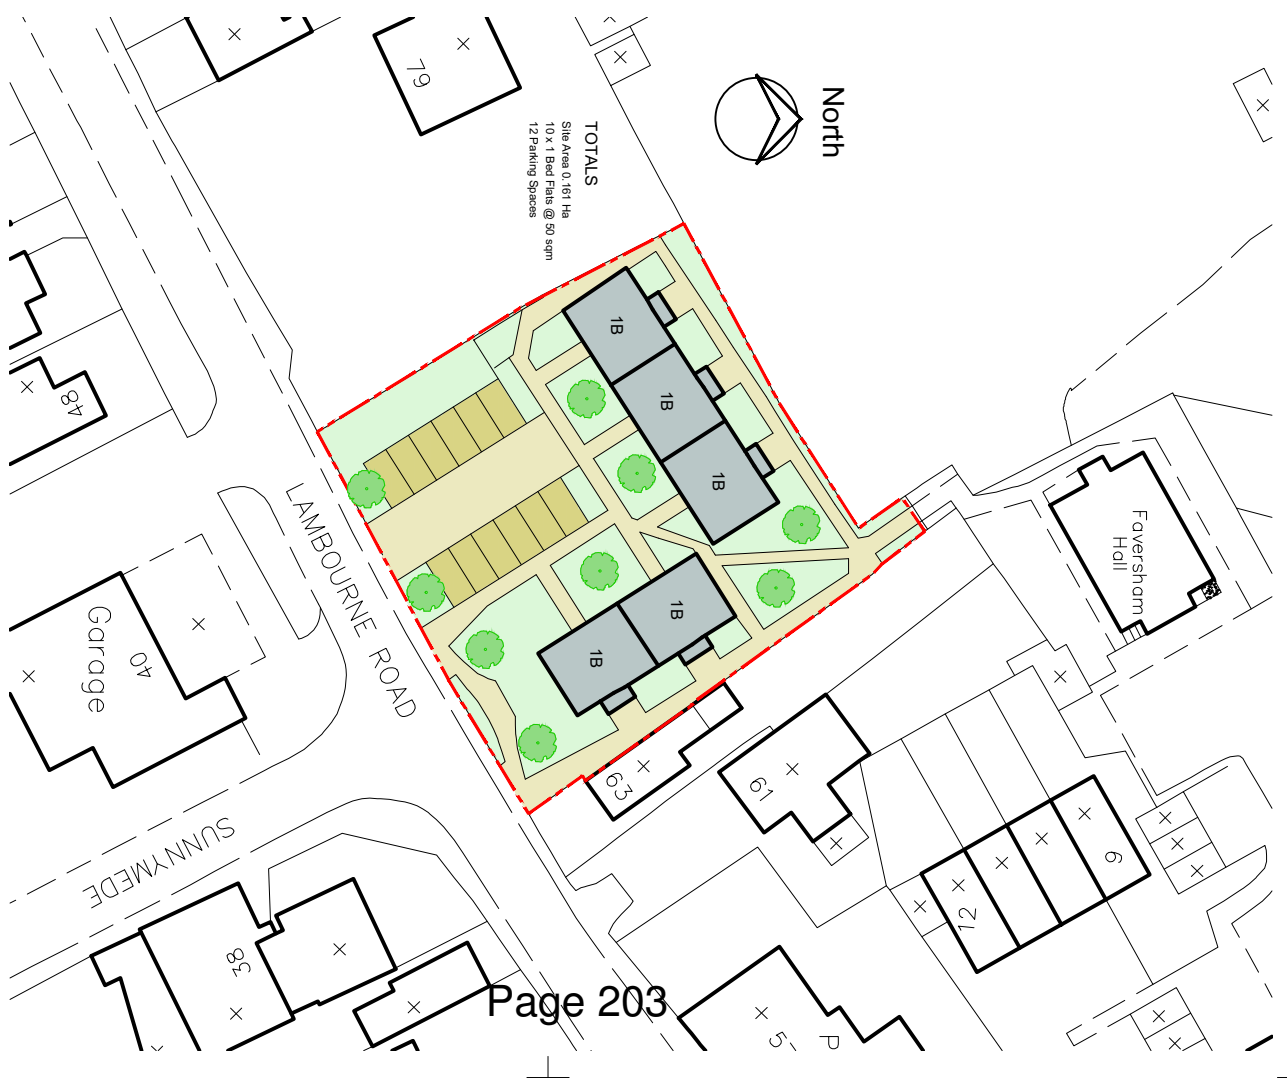 79
North
TOTALS
Site Area 0.161 Ha
10 x 1 Bed Flats @ 50 sqm
12 Parking Spaces
1B
1B
1B
48
LAMBOURNE ROAD
Faversham
Hall
40
Garage
1B
1B
63
61
SUNNYMEDE
38
12
9
Page 203
P